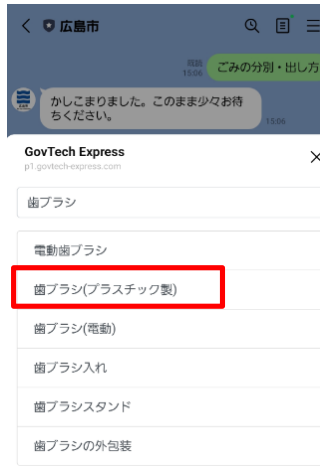 広島市
既読
15:06
ごみの分別・出し方
かしこまりました。このまま少々お待
ちください。
15:06
GovTech Express
p1.govtech-express.com
歯ブラシ
電動歯ブラシ
歯ブラシ(プラスチック製)
歯ブラシ(電動)
歯ブラシ入れ
歯ブラシスタンド
歯ブラシの外包装